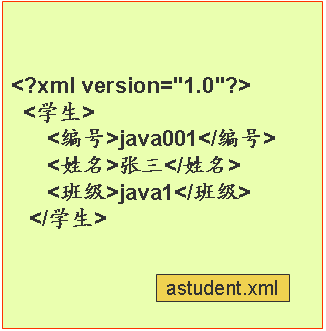 <?xml version="1.0"?>
<学生>
<编号>java001</编号>
<姓名>张三</姓名>
<班级>java1</班级>
</学生>
astudent.xml